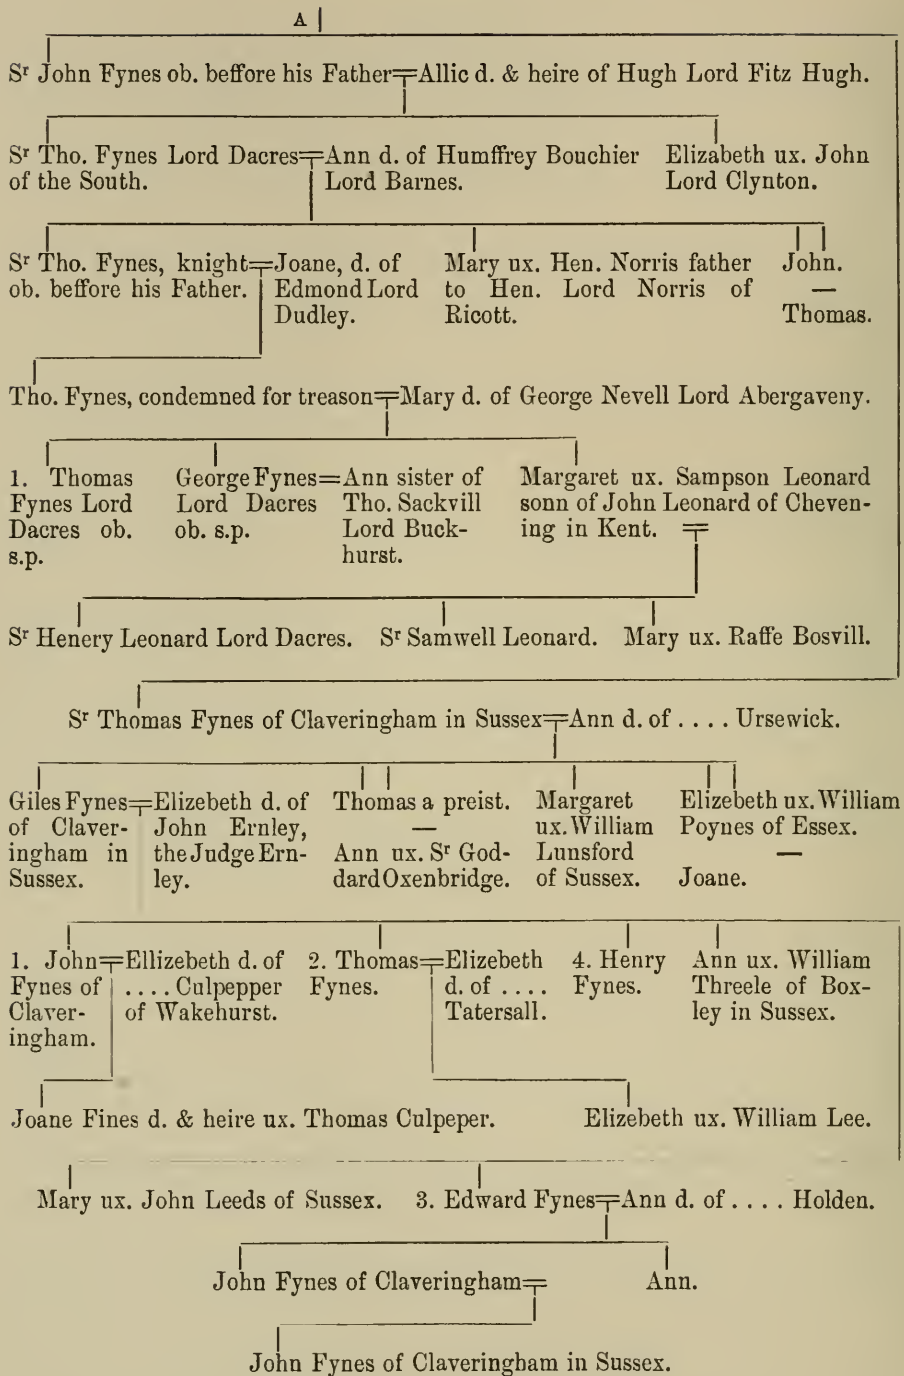 A
Sr John Fynes ob. beffore his Father=Allic d. & heire of Hugh Lord Fitz Hugh.
Sr Tho. Fynes Lord Dacres=Ann d. of Humffrey Bouchier Elizabeth ux. John
of the South. Lord Barnes. Lord Clynton.
Sr Tho. Fynes, knight=Joane, d. of Mary ux. Hen. Norris father John.
ob. beffore his Father. Edmond Lord to Hen. Lord Norris of —
Dudley. Ricott. Thomas.
Tho. Fynes, condemned for treason=Mary d. of George Nevell Lord Abergaveny.
1. Thomas George Fynes=Ann sister of Margaret ux. Sampson Leonard
Fynes Lord Lord Dacres Tho. Sackvill sonn of John Leonard of Cheven-
Dacres ob. ob. s.p. Lord Buck- ing in Kent. =
s.p. hurst.
Sr Henery Leonard Lord Dacres. Sr Samwell Leonard. Mary ux. Raffe Bosvill.
Sr Thomas Fynes of Claveringham in Sussex=Ann d. of . . . . Ursewick.
Giles Fynes=Elizebeth d. of Thomas a preist. Margaret Elizebeth ux. William
of Claver- John Ernley, — ux. William Poynes of Essex.
ingham in the Judge Ern- Ann ux. Sr God- Lunsford —
Sussex. ley. dard Oxenbridge. of Sussex. Joane.
1. John=Ellizebeth d. of 2. Thomas=Elizebeth 4. Henry Ann ux. William
Fynes of . . . . Culpepper Fynes. d. of . . . . Fynes. Threele of Box-
Claver- of Wakehurst. Tatersall. ley in Sussex.
ingham.
Joane Fines d. & heire ux. Thomas Culpeper. Elizebeth ux. William Lee.
Mary ux. John Leeds of Sussex. 3. Edward Fynes=Ann d. of . . . . Holden.
John Fynes of Claveringham= Ann.
John Fynes of Claveringham in Sussex.